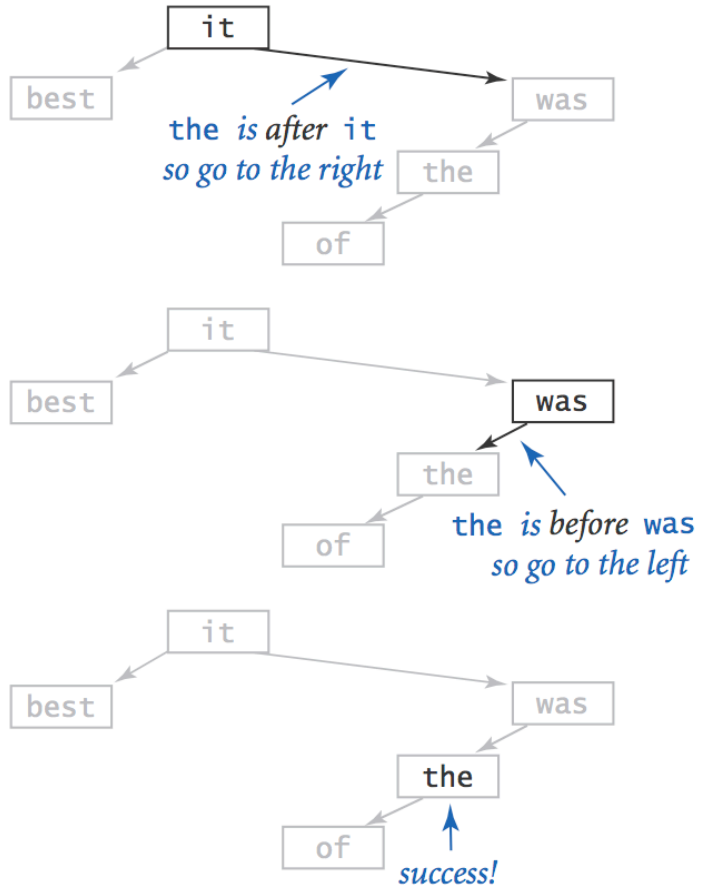 it
best
was
the is after it
so go to the right
the
of
it
best
was
the
the is before was
of
so go to the left
it
best
was
the
of
success!